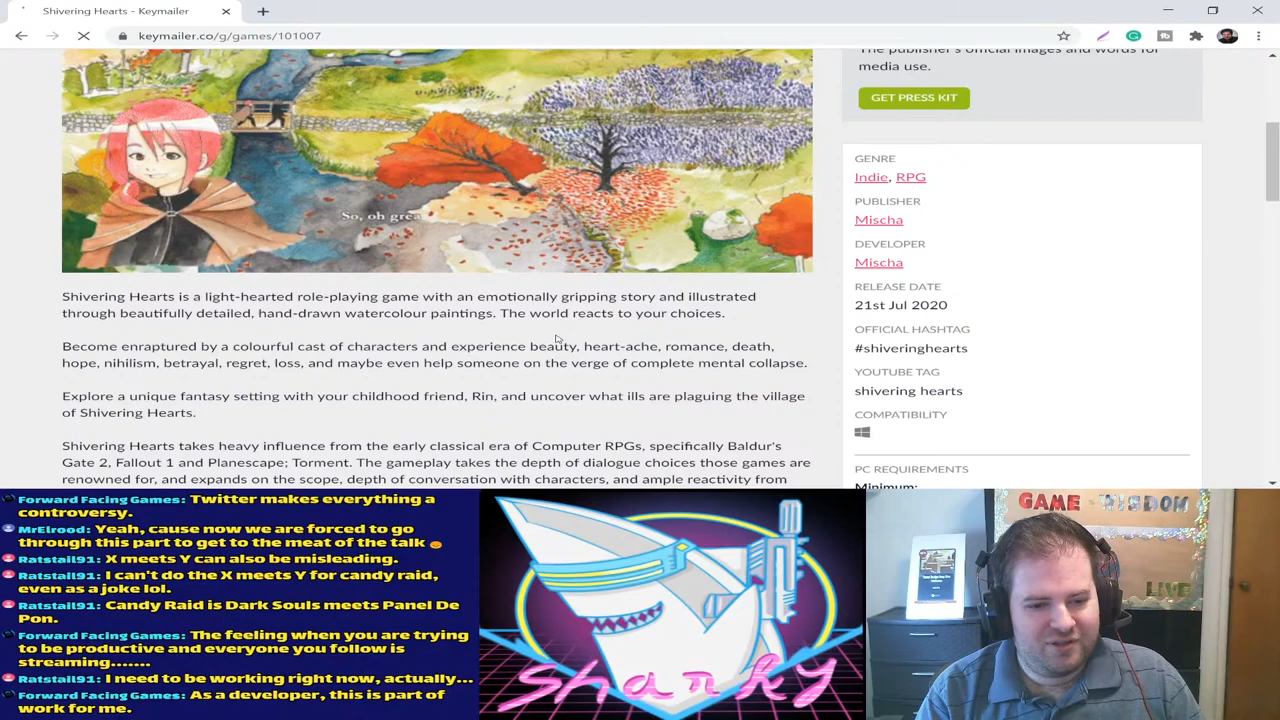 Shivering Hearts - Keymailer
keymailer.co/g/games/101007
So, oh grea
Shivering Hearts is a light-hearted role-playing game with an emotionally gripping story and illustrated
through beautifully detailed, hand-drawn watercolour paintings. The world reacts to your choices.
Become enraptured by a colourful cast of characters and experience beauty, heart-ache, romance, death,
hope, nihilism, betrayal, regret, loss, and maybe even help someone on the verge of complete mental collapse.
Explore a unique fantasy setting with your childhood friend, Rin, and uncover what ills are plaguing the village
of Shivering Hearts.
Shivering Hearts takes heavy influence from the early classical era of Computer RPGs, specifically Baldur's
Gate 2, Fallout 1 and Planescape; Torment. The gameplay takes the depth of dialogue choices those games are
renowned for, and expands on the scope, depth of conversation with characters, and ample reactivity from
The publisher's official images and words for
media use.
GET PRESS KIT
GENRE
Indie, RPG
PUBLISHER
Mischa
DEVELOPER
Mischa
RELEASE DATE
21st Jul 2020
OFFICIAL HASHTAG
#shiveringhearts
YOUTUBE TAG
shivering hearts
COMPATIBILITY
PC REQUIREMENTS
Minimum:
Forward Facing Games: Twitter makes everything a
controversy.
MrElrood: Yeah, cause now we are forced to go
through this part to get to the meat of the talk
Ratstail91: X meets Y can also be misleading.
Ratstail91: I can't do the X meets Y for candy raid,
even as a joke lol.
Ratstail91: Candy Raid is Dark Souls meets Panel De
Pon.
Forward Facing Games: The feeling when you are trying
to be productive and everyone you follow is
streaming.......
Ratstail91: I need to be working right now, actually...
Forward Facing Games: As a developer, this is part of
work for me.
sharky
GAME WISDOM
LIVE